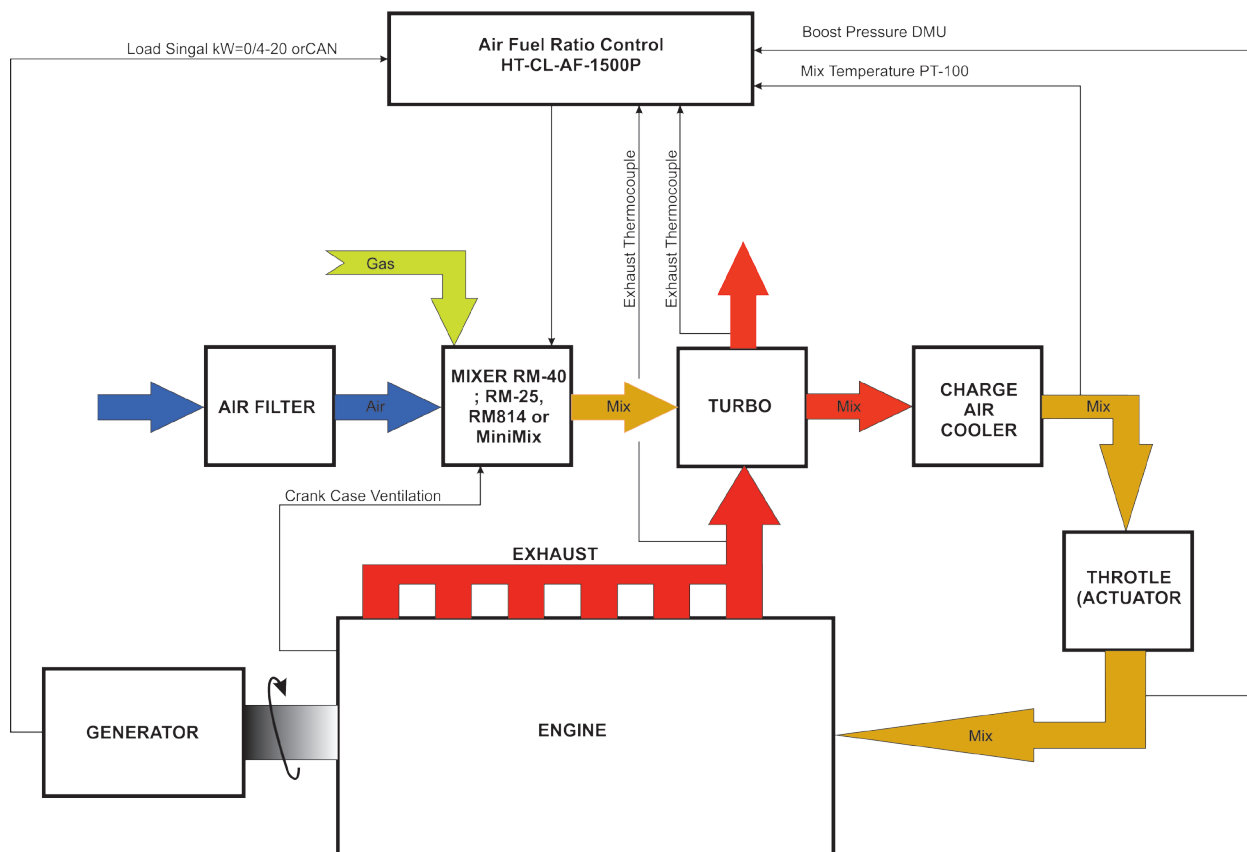 Load Singal kW=0/4-20 orCAN
Air Fuel Ratio Control
HT-CL-AF-1500P
Boost Pressure DMU
Mix Temperature PT-100
Exhaust Thermocouple
Exhaust Thermocouple
Gas
AIR FILTER
Air
MIXER RM-40
; RM-25,
RM814 or
MiniMix
Mix
TURBO
Mix
CHARGE
AIR
COOLER
Mix
Crank Case Ventilation
EXHAUST
THROTLE
(ACTUATOR
GENERATOR
ENGINE
Mix